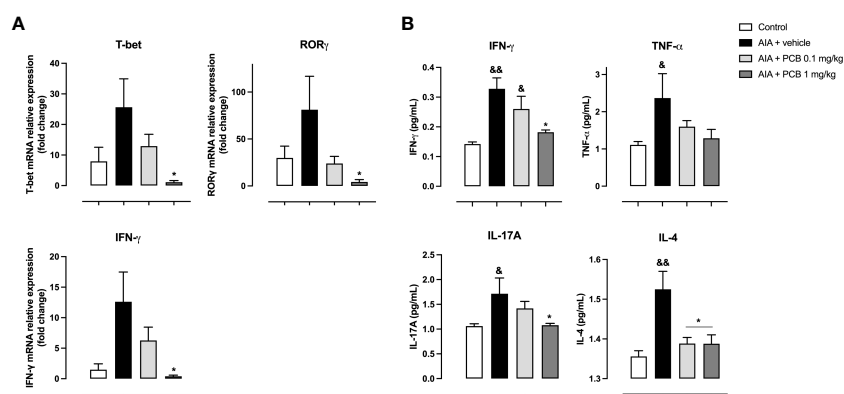 A
B
Control
AIA + vehicle
AIA + PCB 0.1 mg/kg
AIA + PCB 1 mg/kg
T-bet
T-bet mRNA relative expression
(fold change)
40
30
20
10
0
*
RORγ
RORγ mRNA relative expression
(fold change)
100
50
0
*
IFN-γ
IFN-γ (pg/mL)
0.4
0.3
0.2
0.1
0.0
&&
&
*
TNF-α
TNF-α (pg/mL)
3
2
1
0
&
IFN-γ
IFN-γ mRNA relative expression
(fold change)
20
15
10
5
0
*
IL-17A
IL-17A (pg/mL)
2.5
2.0
1.5
1.0
0.5
0.0
&
*
IL-4
IL-4 (pg/mL)
1.6
1.5
1.4
1.3
&&
*